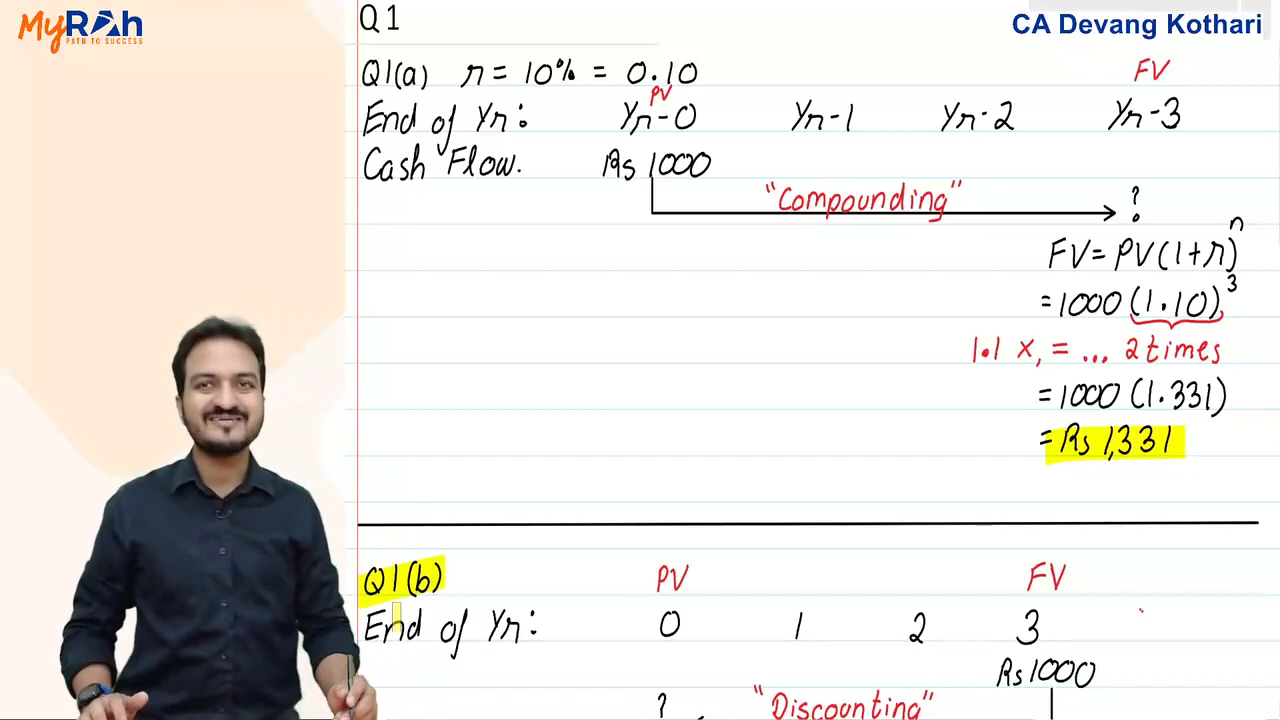 MyRAh
PATH TO SUCCESS
CA Devang Kothari
Q1
Q1(a) r = 10% = 0.10
PV
FV
End of Yr: Yr-0 Yr-1 Yr-2 Yr-3
Cash Flow. Rs 1000
"Compounding" ?
FV = PV(1+r)^n
= 1000 (1.10)^3
1.1 x, = ... 2 times
= 1000 (1.331)
= Rs 1,331
Q1(b) PV FV
End of Yr: 0 1 2 3
Rs 1000
? "Discounting"